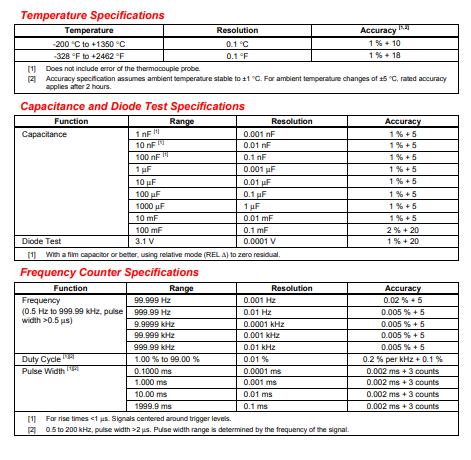 Temperature Specifications
Temperature Resolution Accuracy [1,2]
-200 °C to +1350 °C 0.1 °C 1 % + 10
-328 °F to +2462 °F 0.1 °F 1 % + 18
[1] Does not include error of the thermocouple probe.
[2] Accuracy specification assumes ambient temperature stable to ±1 °C. For ambient temperature changes of ±5 °C, rated accuracy
applies after 2 hours.
Capacitance and Diode Test Specifications
Function Range Resolution Accuracy
Capacitance 1 nF [1] 0.001 nF 1 % + 5
10 nF [1] 0.01 nF 1 % + 5
100 nF [1] 0.1 nF 1 % + 5
1 μF 0.001 μF 1 % + 5
10 μF 0.01 μF 1 % + 5
100 μF 0.1 μF 1 % + 5
1000 μF 1 μF 1 % + 5
10 mF 0.01 mF 1 % + 5
100 mF 0.1 mF 2 % + 20
Diode Test 3.1 V 0.0001 V 1 % + 20
[1] With a film capacitor or better, using relative mode (REL Δ) to zero residual.
Frequency Counter Specifications
Function Range Resolution Accuracy
Frequency 99.999 Hz 0.001 Hz 0.02 % + 5
(0.5 Hz to 999.99 kHz, pulse 999.99 Hz 0.01 Hz 0.005 % + 5
width >0.5 μs) 9.9999 kHz 0.0001 kHz 0.005 % + 5
99.999 kHz 0.001 kHz 0.005 % + 5
999.99 kHz 0.01 kHz 0.005 % + 5
Duty Cycle [1][2] 1.00 % to 99.00 % 0.01 % 0.2 % per kHz + 0.1 %
Pulse Width [1][2] 0.1000 ms 0.0001 ms 0.002 ms + 3 counts
1.000 ms 0.001 ms 0.002 ms + 3 counts
10.00 ms 0.01 ms 0.002 ms + 3 counts
1999.9 ms 0.1 ms 0.002 ms + 3 counts
[1] For rise times <1 μs. Signals centered around trigger levels.
[2] 0.5 to 200 kHz, pulse width >2 μs. Pulse width range is determined by the frequency of the signal.